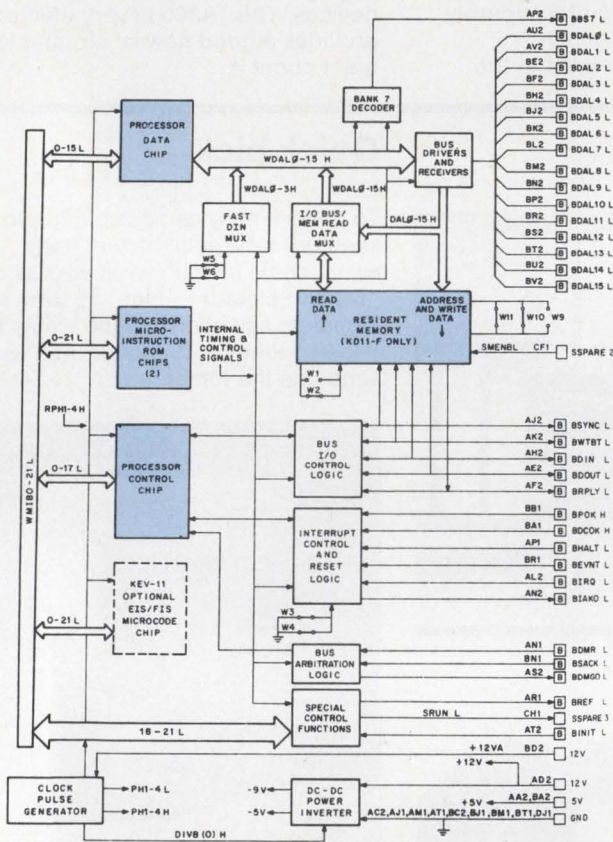 AP2 B BBS7 L
AU2 B BDALØ L
AV2 B BDAL1 L
BE2 B BDAL2 L
BF2 B BDAL3 L
BH2 B BDAL4 L
BJ2 B BDAL5 L
BK2 B BDAL6 L
BL2 B BDAL7 L
BM2 B BDAL8 L
BN2 B BDAL9 L
BP2 B BDAL10 L
BR2 B BDAL11 L
BS2 B BDAL12 L
BT2 B BDAL13 L
BU2 B BDAL14 L
BV2 B BDAL15 L
BANK 7
DECODER
PROCESSOR
DATA
CHIP
0-15 L
WDALØ-15 H
BUS
DRIVERS
AND
RECEIVERS
WDALØ-3H
WDALØ-15H
DALØ-15 H
FAST
DIN
MUX
I/O BUS/
MEM READ
DATA
MUX
W5
W6
READ
DATA
ADDRESS
AND WRITE
DATA
RESIDENT
MEMORY
(KD11-F ONLY)
W11
W10
W9
W1
W2
SMENBL CF1 SSPARE 2
PROCESSOR
MICRO-
INSTRUCTION
ROM
CHIPS
(2)
0-21 L
INTERNAL
TIMING &
CONTROL
SIGNALS
RPH1-4 H
0-17 L
PROCESSOR
CONTROL
CHIP
WMIB0-21 L
BUS
I/O
CONTROL
LOGIC
AJ2 B BSYNC L
AK2 B BWTBT L
AH2 B BDIN L
AE2 B BDOUT L
AF2 B BRPLY L
INTERRUPT
CONTROL
AND
RESET
LOGIC
BB1 B BPOK H
BA1 B BDCOK H
AP1 B BHALT L
BR1 B BEVNT L
AL2 B BIRQ L
AN2 B BIAKO L
KEV-11
OPTIONAL
EIS/FIS
MICROCODE
CHIP
0-21 L
W3
W4
BUS
ARBITRATION
LOGIC
AN1 B BDMR L
BN1 B BSACK L
AS2 B BDMGO L
18-21 L
SPECIAL
CONTROL
FUNCTIONS
AR1 B BREF L
SRUN L CH1 SSPARE 3
AT2 B BINIT L
+12VA BD2 12V
+12V
AD2 12V
CLOCK
PULSE
GENERATOR
PH1-4 L
PH1-4 H
-9V
-5V
DC-DC
POWER
INVERTER
+5V AA2, BA2 5V
AC2, AJ1, AM1, AT1, BC2, BJ1, BM1, BT1, DJ1 GND
DIVB (0) H